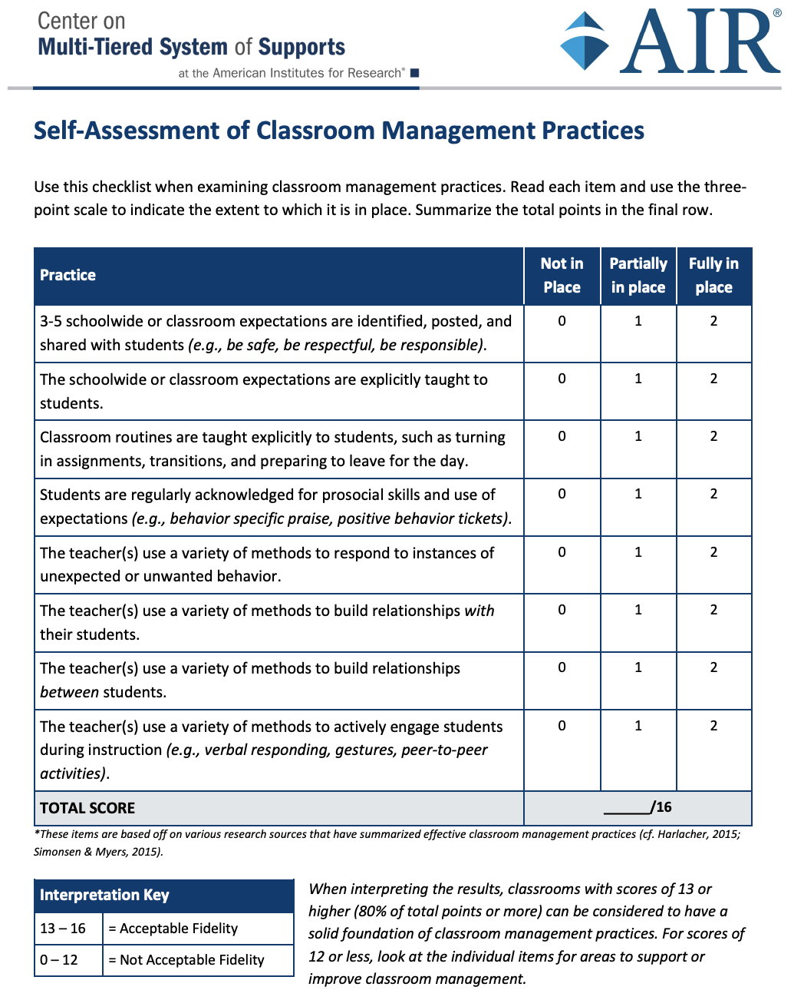 Center on
Multi-Tiered System of Supports
at the American Institutes for Research®
AIR®
Self-Assessment of Classroom Management Practices
Use this checklist when examining classroom management practices. Read each item and use the three-
point scale to indicate the extent to which it is in place. Summarize the total points in the final row.
Practice
Not in
Place
Partially
in place
Fully in
place
3-5 schoolwide or classroom expectations are identified, posted, and
shared with students (e.g., be safe, be respectful, be responsible).
0 1 2
The schoolwide or classroom expectations are explicitly taught to
students.
0 1 2
Classroom routines are taught explicitly to students, such as turning
in assignments, transitions, and preparing to leave for the day.
0 1 2
Students are regularly acknowledged for prosocial skills and use of
expectations (e.g., behavior specific praise, positive behavior tickets).
0 1 2
The teacher(s) use a variety of methods to respond to instances of
unexpected or unwanted behavior.
0 1 2
The teacher(s) use a variety of methods to build relationships with
their students.
0 1 2
The teacher(s) use a variety of methods to build relationships
between students.
0 1 2
The teacher(s) use a variety of methods to actively engage students
during instruction (e.g., verbal responding, gestures, peer-to-peer
activities).
0 1 2
TOTAL SCORE ______/16
*These items are based off on various research sources that have summarized effective classroom management practices (cf. Harlacher, 2015;
Simonsen & Myers, 2015).
Interpretation Key
13 – 16 = Acceptable Fidelity
0 – 12 = Not Acceptable Fidelity
When interpreting the results, classrooms with scores of 13 or
higher (80% of total points or more) can be considered to have a
solid foundation of classroom management practices. For scores of
12 or less, look at the individual items for areas to support or
improve classroom management.